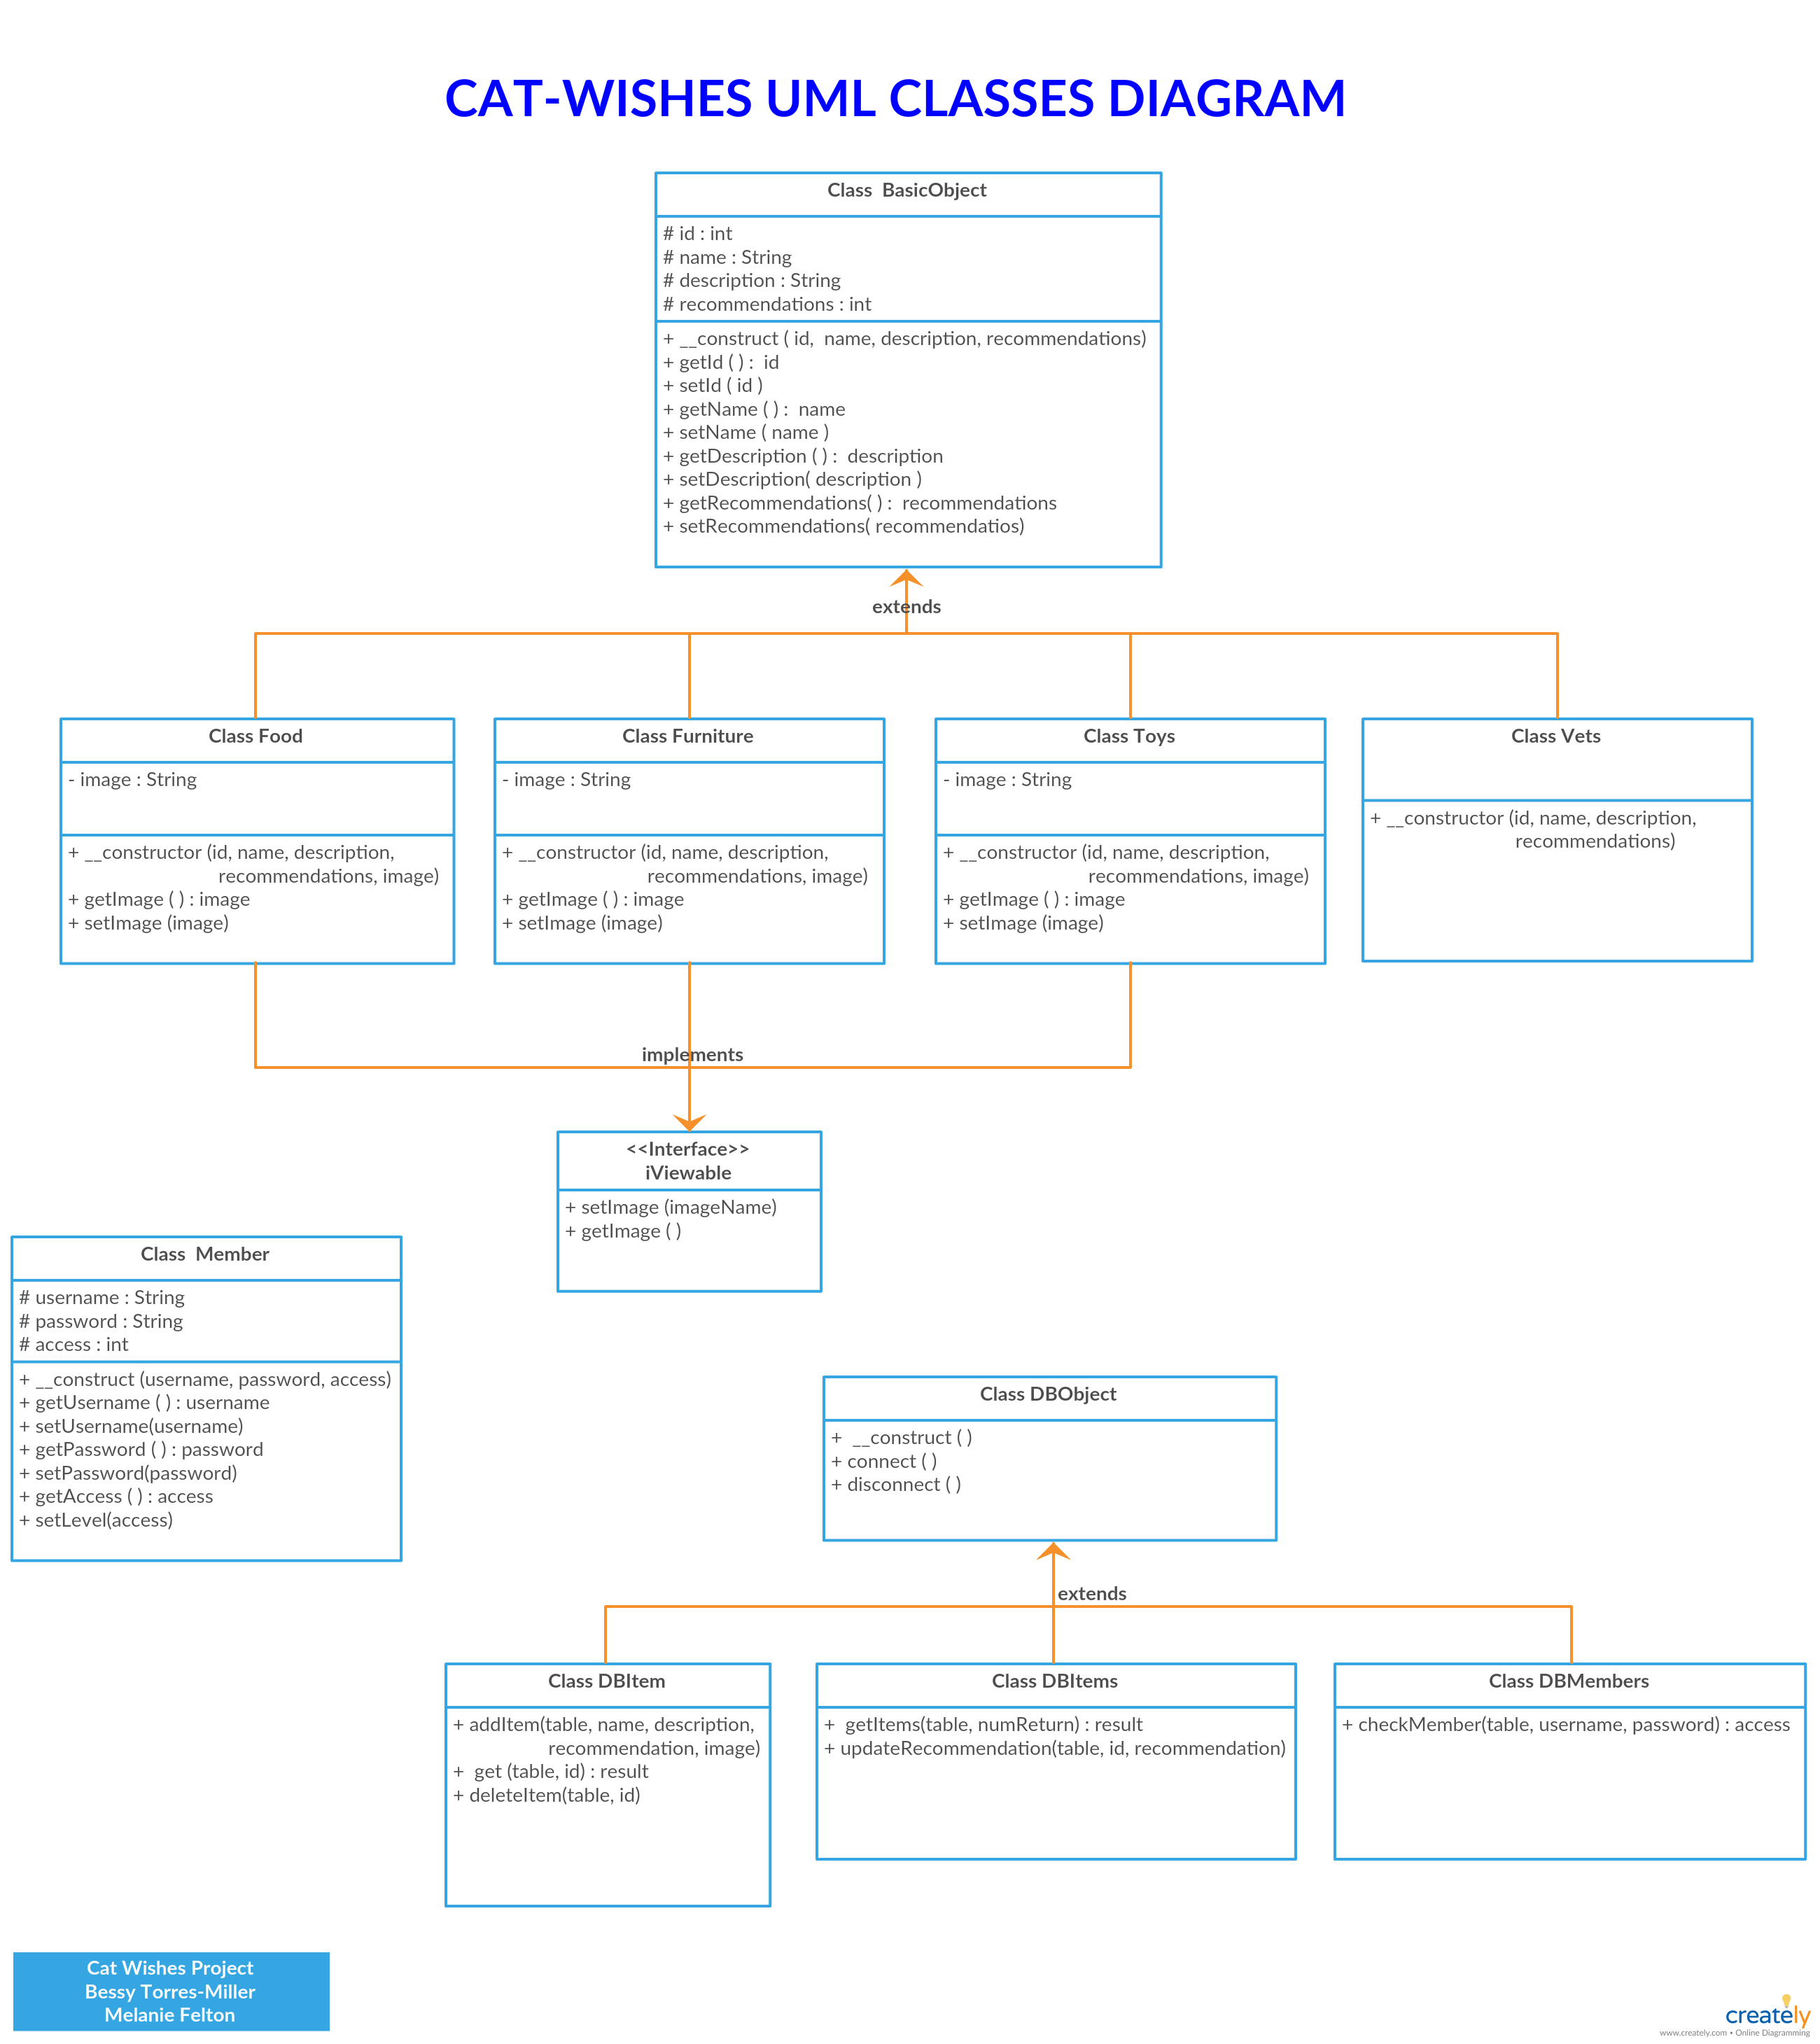 CAT-WISHES UML CLASSES DIAGRAM
Class  BasicObject
# id : int
# name : String
# description : String
# recommendations : int
+ __construct ( id,  name, description, recommendations)
+ getId ( ) :  id
+ setId ( id )
+ getName ( ) :  name
+ setName ( name )
+ getDescription ( ) :  description
+ setDescription( description )
+ getRecommendations( ) :  recommendations
+ setRecommendations( recommendatios)
extends
Class Food
- image : String
+ __constructor (id, name, description,
recommendations, image)
+ getImage ( ) : image
+ setImage (image)
Class Furniture
- image : String
+ __constructor (id, name, description,
recommendations, image)
+ getImage ( ) : image
+ setImage (image)
Class Toys
- image : String
+ __constructor (id, name, description,
recommendations, image)
+ getImage ( ) : image
+ setImage (image)
Class Vets
+ __constructor (id, name, description,
recommendations)
implements
<<Interface>>
iViewable
+ setImage (imageName)
+ getImage ( )
Class  Member
# username : String
# password : String
# access : int
+ __construct (username, password, access)
+ getUsername ( ) : username
+ setUsername(username)
+ getPassword ( ) : password
+ setPassword(password)
+ getAccess ( ) : access
+ setLevel(access)
Class DBObject
+  __construct ( )
+ connect ( )
+ disconnect ( )
extends
Class DBItem
+ addItem(table, name, description,
recommendation, image)
+  get (table, id) : result
+ deleteItem(table, id)
Class DBItems
+  getItems(table, numReturn) : result
+ updateRecommendation(table, id, recommendation)
Class DBMembers
+ checkMember(table, username, password) : access
Cat Wishes Project
Bessy Torres-Miller
Melanie Felton
creately
www.creately.com • Online Diagramming